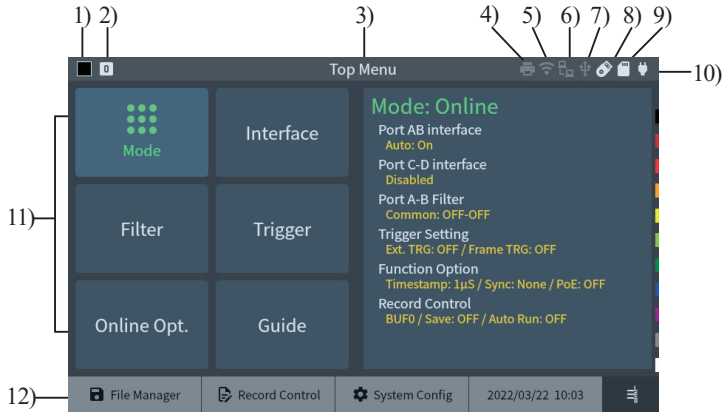 1) 2) 3) 4) 5) 6) 7) 8) 9)
0 Top Menu 10)
11)
Mode
Interface
Filter
Trigger
Online Opt.
Guide
Mode: Online
Port AB interface
Auto: On
Port C-D interface
Disabled
Port A-B Filter
Common: OFF-OFF
Trigger Setting
Ext. TRG: OFF / Frame TRG: OFF
Function Option
Timestamp: 1µS / Sync: None / PoE: OFF
Record Control
BUF0 / Save: OFF / Auto Run: OFF
12) File Manager Record Control System Config 2022/03/22 10:03